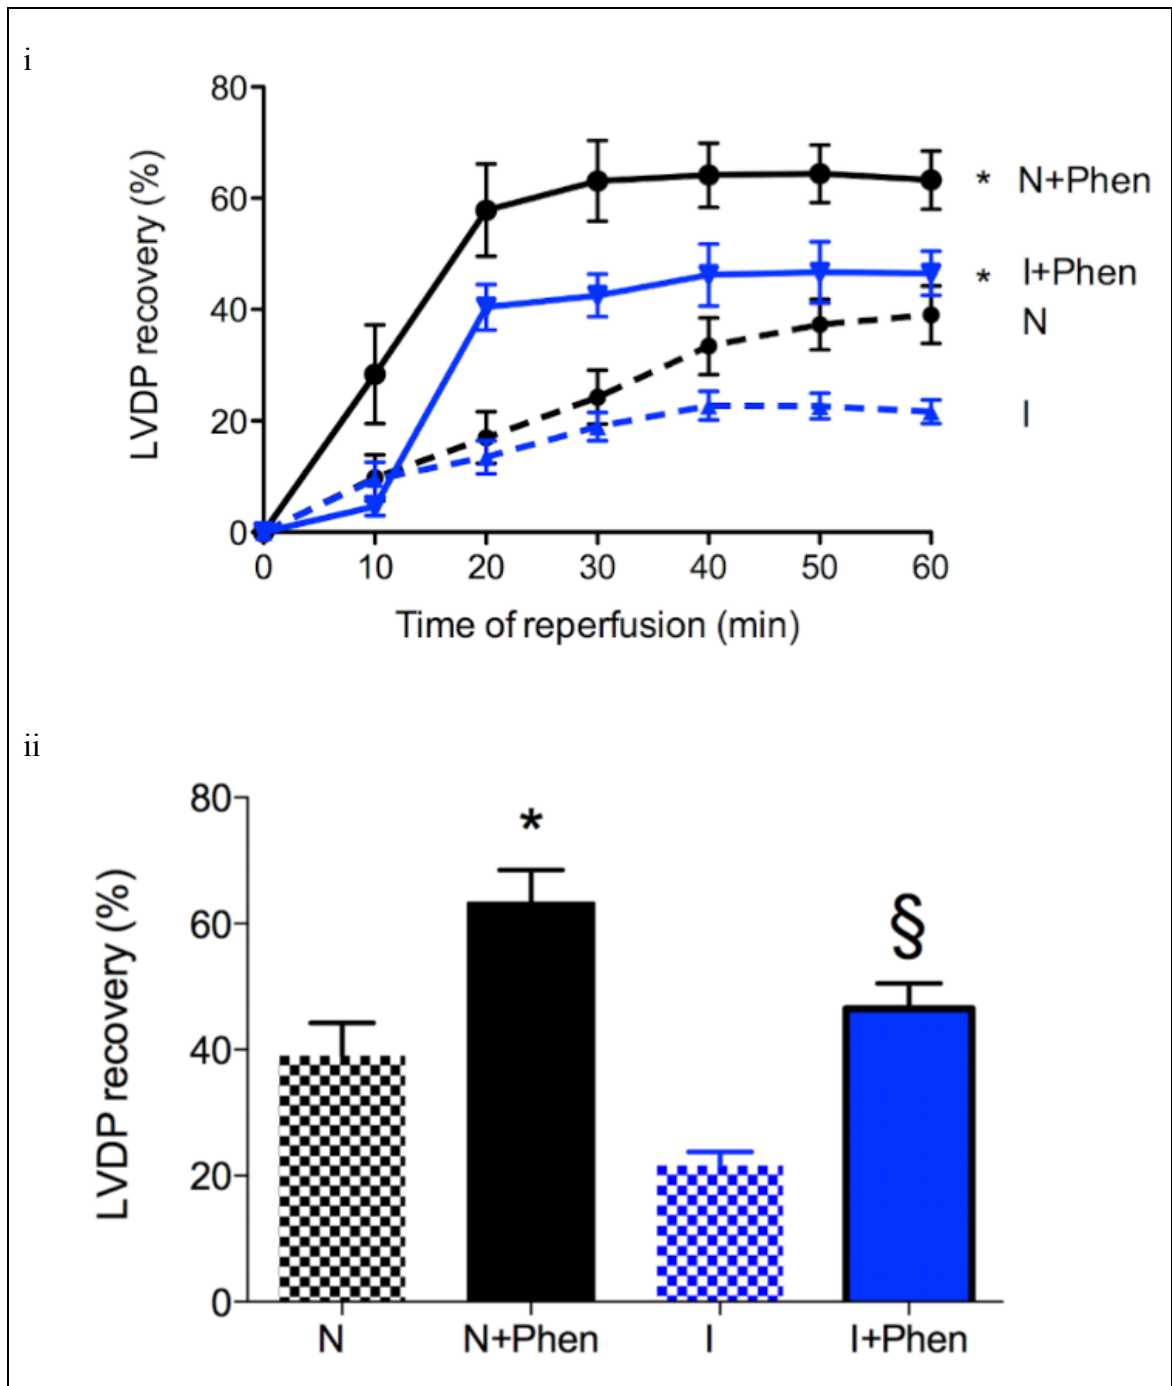 i
80
60
40
20
0
LVDP recovery (%)
0 10 20 30 40 50 60
Time of reperfusion (min)
* N+Phen
* I+Phen
N
I
ii
80
60
40
20
0
LVDP recovery (%)
*
§
N N+Phen I I+Phen